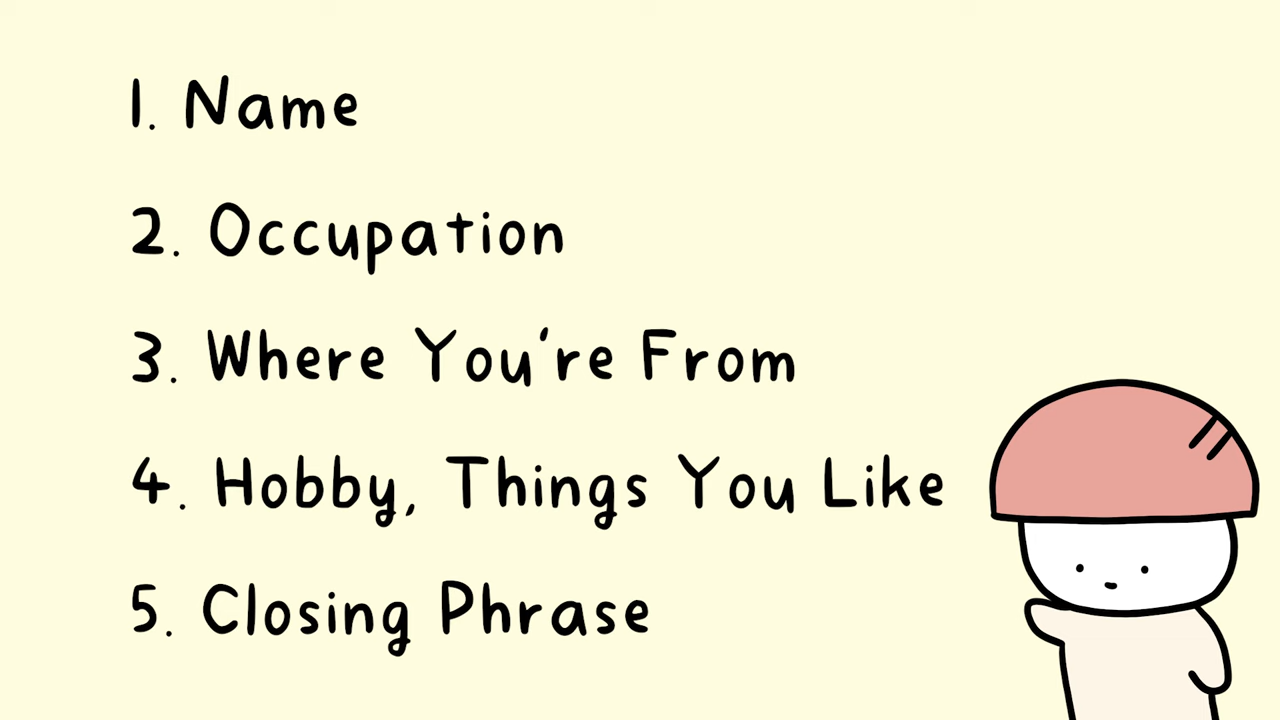 1. Name
2. Occupation
3. Where You're From
4. Hobby, Things You Like
5. Closing Phrase